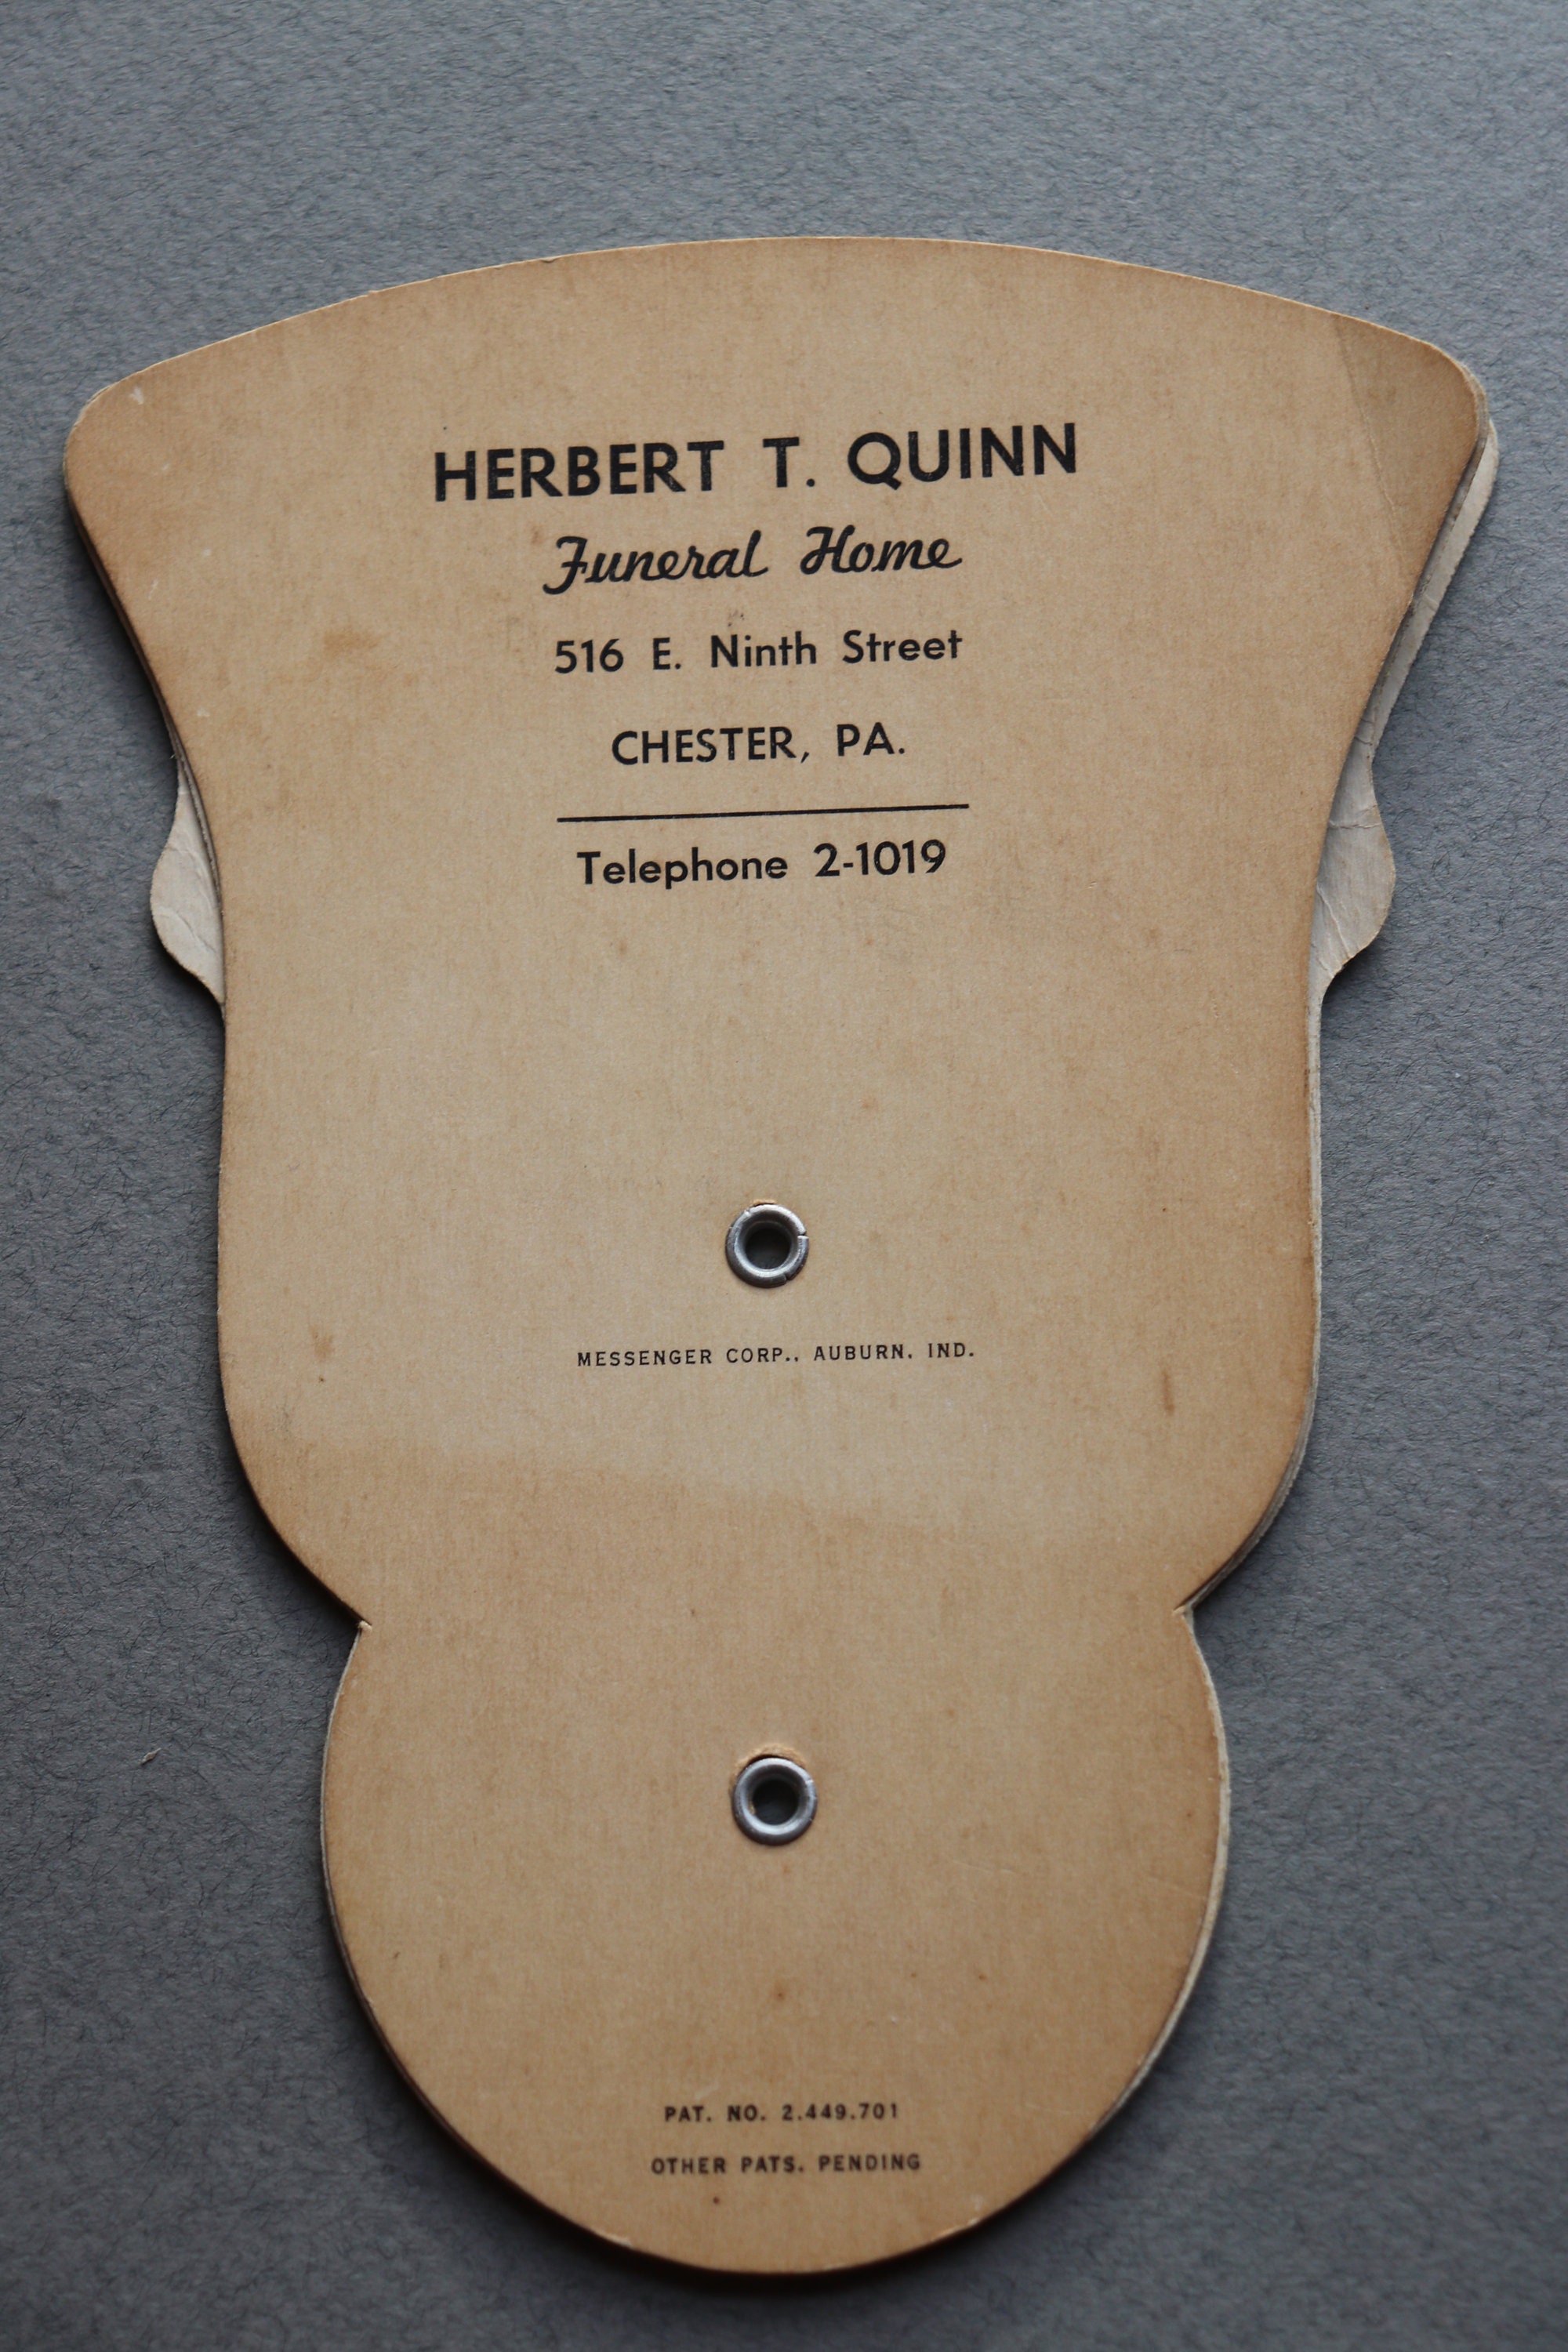 HERBERT T. QUINN
Funeral Home
516 E. Ninth Street
CHESTER, PA.
Telephone 2-1019
MESSENGER CORP., AUBURN, IND.
PAT. NO. 2,449,701
OTHER PATS. PENDING